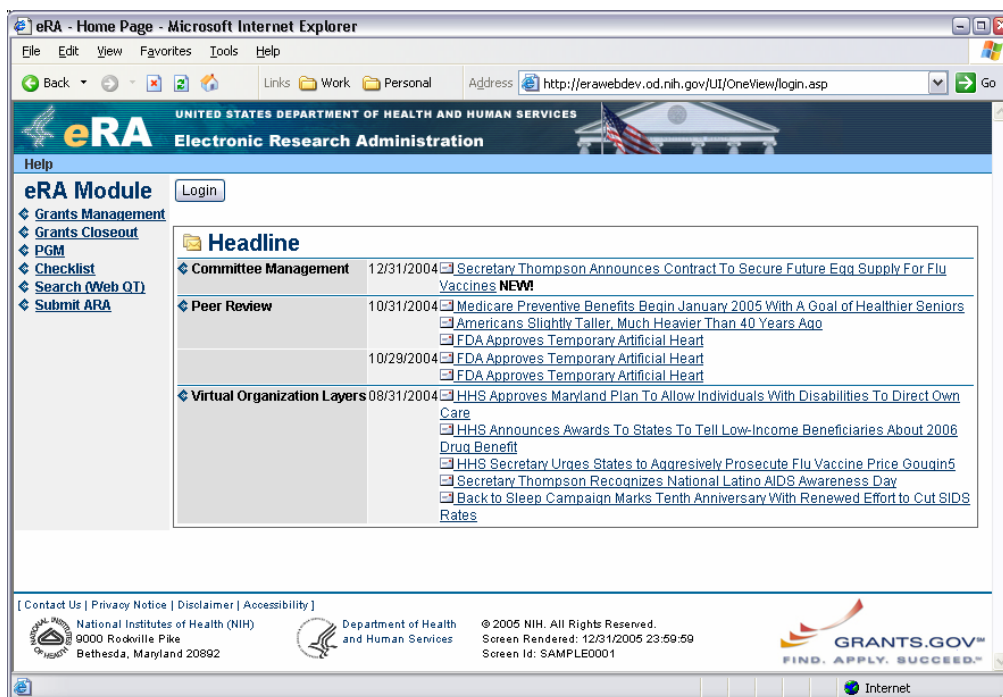 eRA - Home Page - Microsoft Internet Explorer
File Edit View Favorites Tools Help
Back Links Work Personal Address http://erawebdev.od.nih.gov/UI/OneView/login.asp Go
UNITED STATES DEPARTMENT OF HEALTH AND HUMAN SERVICES
eRA Electronic Research Administration
Help
eRA Module
Login
Grants Management
Grants Closeout
PGM
Checklist
Search (Web QT)
Submit ARA
Headline
Committee Management 12/31/2004 Secretary Thompson Announces Contract To Secure Future Egg Supply For Flu
Vaccines NEW!
Peer Review 10/31/2004 Medicare Preventive Benefits Begin January 2005 With A Goal of Healthier Seniors
Americans Slightly Taller, Much Heavier Than 40 Years Ago
FDA Approves Temporary Artificial Heart
10/29/2004 FDA Approves Temporary Artificial Heart
FDA Approves Temporary Artificial Heart
Virtual Organization Layers 08/31/2004 HHS Approves Maryland Plan To Allow Individuals With Disabilities To Direct Own
Care
HHS Announces Awards To States To Tell Low-Income Beneficiaries About 2006
Drug Benefit
HHS Secretary Urges States to Aggresively Prosecute Flu Vaccine Price Gougin5
Secretary Thompson Recognizes National Latino AIDS Awareness Day
Back to Sleep Campaign Marks Tenth Anniversary With Renewed Effort to Cut SIDS
Rates
[ Contact Us | Privacy Notice | Disclaimer | Accessibility ]
National Institutes of Health (NIH)
9000 Rockville Pike
Bethesda, Maryland 20892
Department of Health
and Human Services
© 2005 NIH. All Rights Reserved.
Screen Rendered: 12/31/2005 23:59:59
Screen Id: SAMPLE0001
GRANTS.GOV℠
FIND. APPLY. SUCCEED.℠
Internet